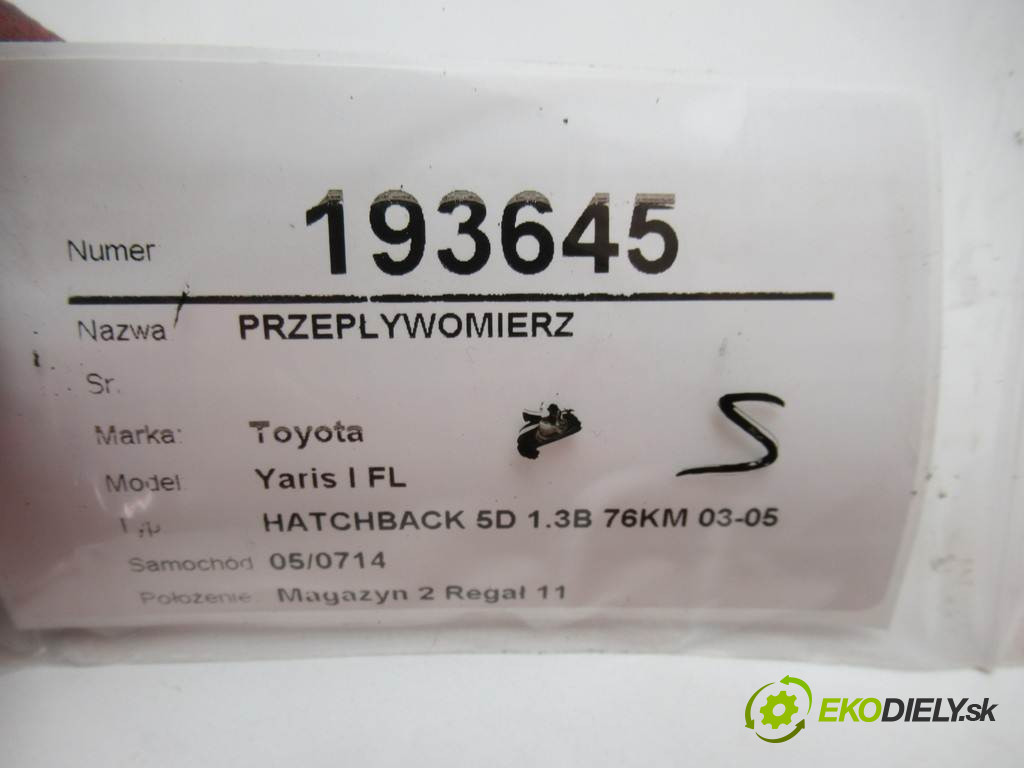 Numer 193645
Nazwa PRZEPŁYWOMIERZ
Sr.
Marka: Toyota
Model: Yaris I FL
Typ HATCHBACK 5D 1.3B 76KM 03-05
Samochód 05/0714
Położenie: Magazyn 2 Regał 11
S
EKODIELY.sk